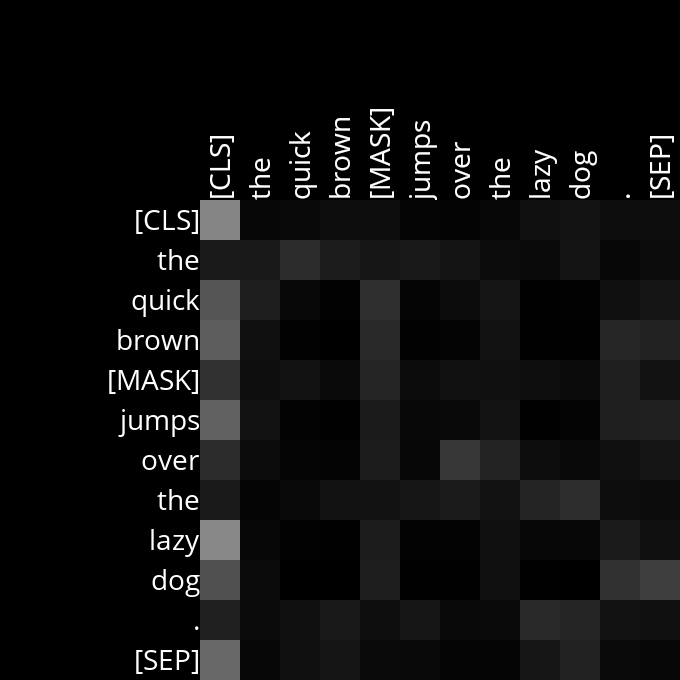 [CLS] the quick brown [MASK] jumps over the lazy dog . [SEP]
[CLS]
the
quick
brown
[MASK]
jumps
over
the
lazy
dog
.
[SEP]